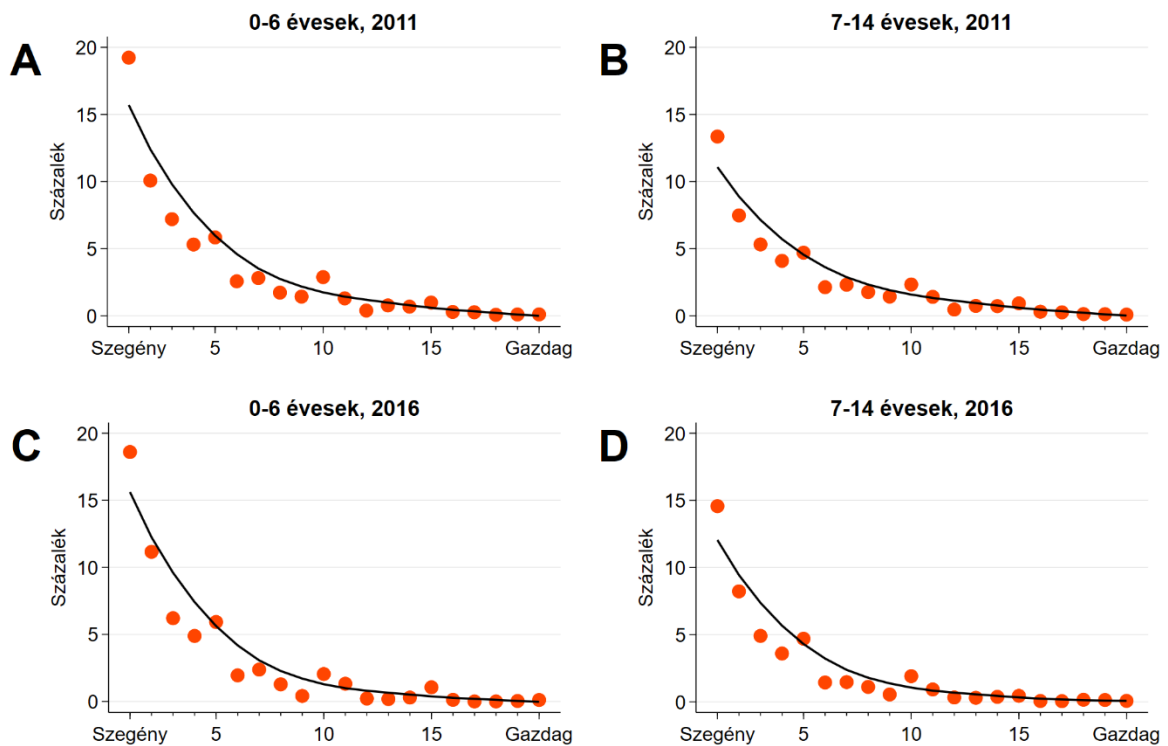 A
0-6 évesek, 2011
Százalék
20
15
10
5
0
Szegény 5 10 15 Gazdag
B
7-14 évesek, 2011
Százalék
20
15
10
5
0
Szegény 5 10 15 Gazdag
C
0-6 évesek, 2016
Százalék
20
15
10
5
0
Szegény 5 10 15 Gazdag
D
7-14 évesek, 2016
Százalék
20
15
10
5
0
Szegény 5 10 15 Gazdag